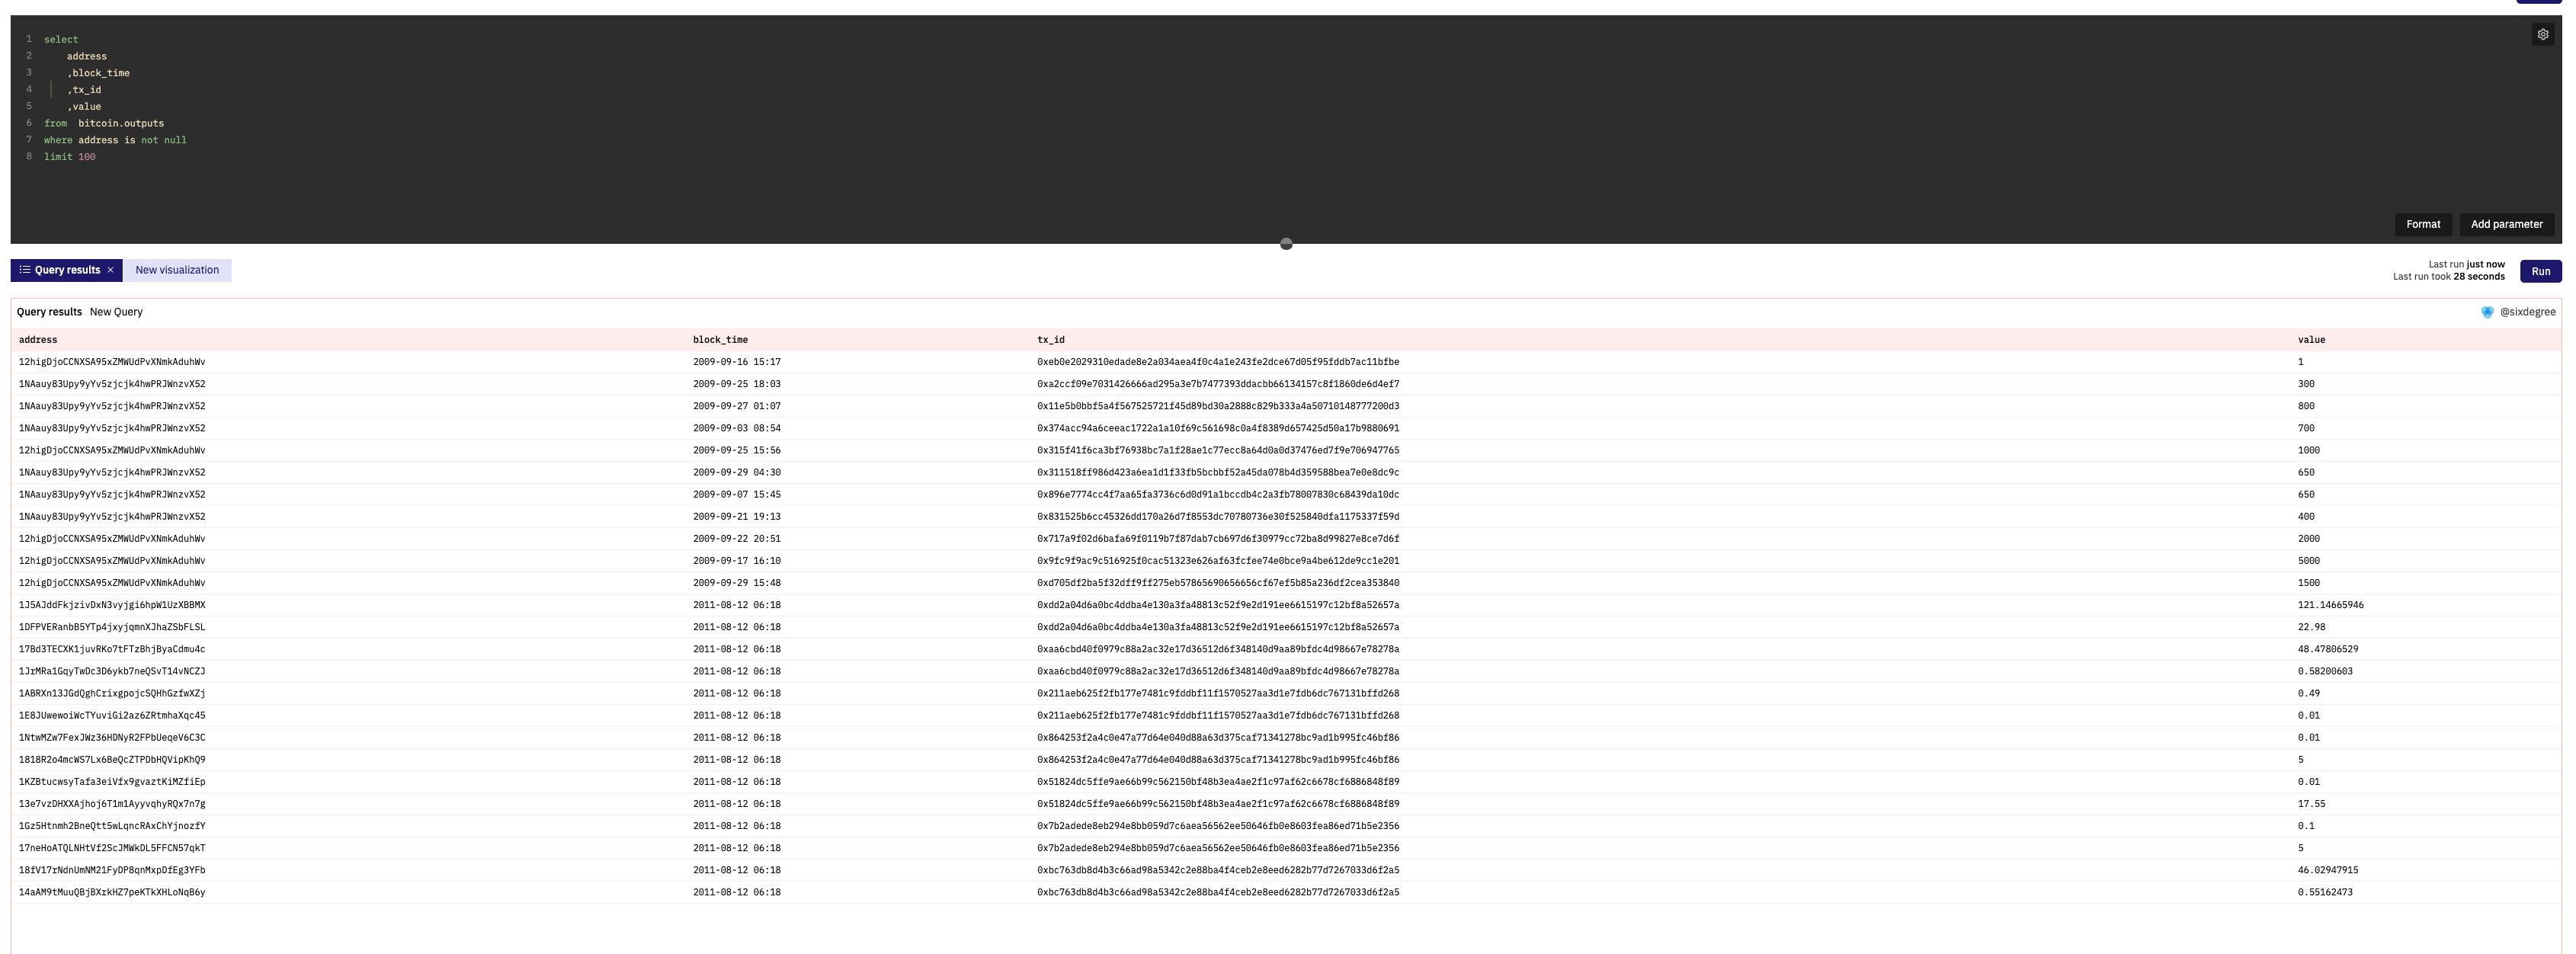 1 select
2 address
3 ,block_time
4 ,tx_id
5 ,value
6 from bitcoin.outputs
7 where address is not null
8 limit 100
Format Add parameter
Query results × New visualization
Last run just now
Last run took 28 seconds
Run
Query results New Query @sixdegree
address block_time tx_id value
12higDjoCCNXSA95xZMWUdPvXNmkAduhWv 2009-09-16 15:17 0xeb0e2029310edade8e2a034aea4f0c4a1e243fe2dce67d05f95fddb7ac11bfbe 1
1NAauy83Upy9yYv5zjcjk4hwPRJWnzvX52 2009-09-25 18:03 0xa2ccf09e7031426666ad295a3e7b7477393ddacbb66134157c8f1860de6d4ef7 300
1NAauy83Upy9yYv5zjcjk4hwPRJWnzvX52 2009-09-27 01:07 0x11e5b0bbf5a4f567525721f45d89bd30a2888c829b333a4a50710148777200d3 800
1NAauy83Upy9yYv5zjcjk4hwPRJWnzvX52 2009-09-03 08:54 0x374acc94a6ceeac1722a1a10f69c561698c0a4f8389d657425d50a17b9880691 700
12higDjoCCNXSA95xZMWUdPvXNmkAduhWv 2009-09-25 15:56 0x315f41f6ca3bf76938bc7a1f28ae1c77ecc8a64d0a0d37476ed7f9e706947765 1000
1NAauy83Upy9yYv5zjcjk4hwPRJWnzvX52 2009-09-29 04:30 0x311518ff986d423a6ea1d1f33fb5bcbbf52a45da078b4d359588bea7e0e8dc9c 650
1NAauy83Upy9yYv5zjcjk4hwPRJWnzvX52 2009-09-07 15:45 0x896e7774cc4f7aa65fa3736c6d0d91a1bccdb4c2a3fb78007830c68439da10dc 650
1NAauy83Upy9yYv5zjcjk4hwPRJWnzvX52 2009-09-21 19:13 0x831525b6cc45326dd170a26d7f8553dc70780736e30f525840dfa1175337f59d 400
12higDjoCCNXSA95xZMWUdPvXNmkAduhWv 2009-09-22 20:51 0x717a9f02d6bafa69f0119b7f87dab7cb697d6f30979cc72ba8d99827e8ce7d6f 2000
12higDjoCCNXSA95xZMWUdPvXNmkAduhWv 2009-09-17 16:10 0x9fc9f9ac9c516925f0cac51323e626af63fcfee74e0bce9a4be612de9cc1e201 5000
12higDjoCCNXSA95xZMWUdPvXNmkAduhWv 2009-09-29 15:48 0xd705df2ba5f32dff9ff275eb57865690656656cf67ef5b85a236df2cea353840 1500
1J5AJddFkjzivDxN3vyjgi6hpW1UzXBBMX 2011-08-12 06:18 0xdd2a04d6a0bc4ddba4e130a3fa48813c52f9e2d191ee6615197c12bf8a52657a 121.14665946
1DFPVERanbB5YTp4jxyjqmnXJhaZSbFLSL 2011-08-12 06:18 0xdd2a04d6a0bc4ddba4e130a3fa48813c52f9e2d191ee6615197c12bf8a52657a 22.98
17Bd3TECXK1juvRKo7tFTzBhjByaCdmu4c 2011-08-12 06:18 0xaa6cbd40f0979c88a2ac32e17d36512d6f348140d9aa89bfdc4d98667e78278a 48.47806529
1JrMRa1GqyTwDc3D6ykb7neQSvT14vNCZJ 2011-08-12 06:18 0xaa6cbd40f0979c88a2ac32e17d36512d6f348140d9aa89bfdc4d98667e78278a 0.58200603
1ABRXn13JGdQghCrixgpojcSQHhGzfwXZj 2011-08-12 06:18 0x211aeb625f2fb177e7481c9fddbf11f1570527aa3d1e7fdb6dc767131bffd268 0.49
1E8JUwewoiWcTYuviGi2az6ZRtmhaXqc45 2011-08-12 06:18 0x211aeb625f2fb177e7481c9fddbf11f1570527aa3d1e7fdb6dc767131bffd268 0.01
1NtwMZw7FexJWz36HDNyR2FPbUeqeV6C3C 2011-08-12 06:18 0x864253f2a4c0e47a77d64e040d88a63d375caf71341278bc9ad1b995fc46bf86 0.01
1818R2o4mcWS7Lx6BeQcZTPDbHQVipKhQ9 2011-08-12 06:18 0x864253f2a4c0e47a77d64e040d88a63d375caf71341278bc9ad1b995fc46bf86 5
1KZBtucwsyTafa3eiVfx9gvaztKiMZfiEp 2011-08-12 06:18 0x51824dc5ffe9ae66b99c562150bf48b3ea4ae2f1c97af62c6678cf6886848f89 0.01
13e7vzDHXXAjhoj6T1m1AyyvqhyRQx7n7g 2011-08-12 06:18 0x51824dc5ffe9ae66b99c562150bf48b3ea4ae2f1c97af62c6678cf6886848f89 17.55
1Gz5Htnmh2BneQtt5wLqncRAxChYjnozfY 2011-08-12 06:18 0x7b2adede8eb294e8bb059d7c6aea56562ee50646fb0e8603fea86ed71b5e2356 0.1
17neHoATQLNHtVf2ScJMWkDL5FFCN57qkT 2011-08-12 06:18 0x7b2adede8eb294e8bb059d7c6aea56562ee50646fb0e8603fea86ed71b5e2356 5
18fV17rNdnUmNM21FyDP8qnMxpDfEg3YFb 2011-08-12 06:18 0xbc763db8d4b3c66ad98a5342c2e88ba4f4ceb2e8eed6282b77d7267033d6f2a5 46.02947915
14aAM9tMuuQBjBXrkHZ7peKTkXHLoNqB6y 2011-08-12 06:18 0xbc763db8d4b3c66ad98a5342c2e88ba4f4ceb2e8eed6282b77d7267033d6f2a5 0.55162473